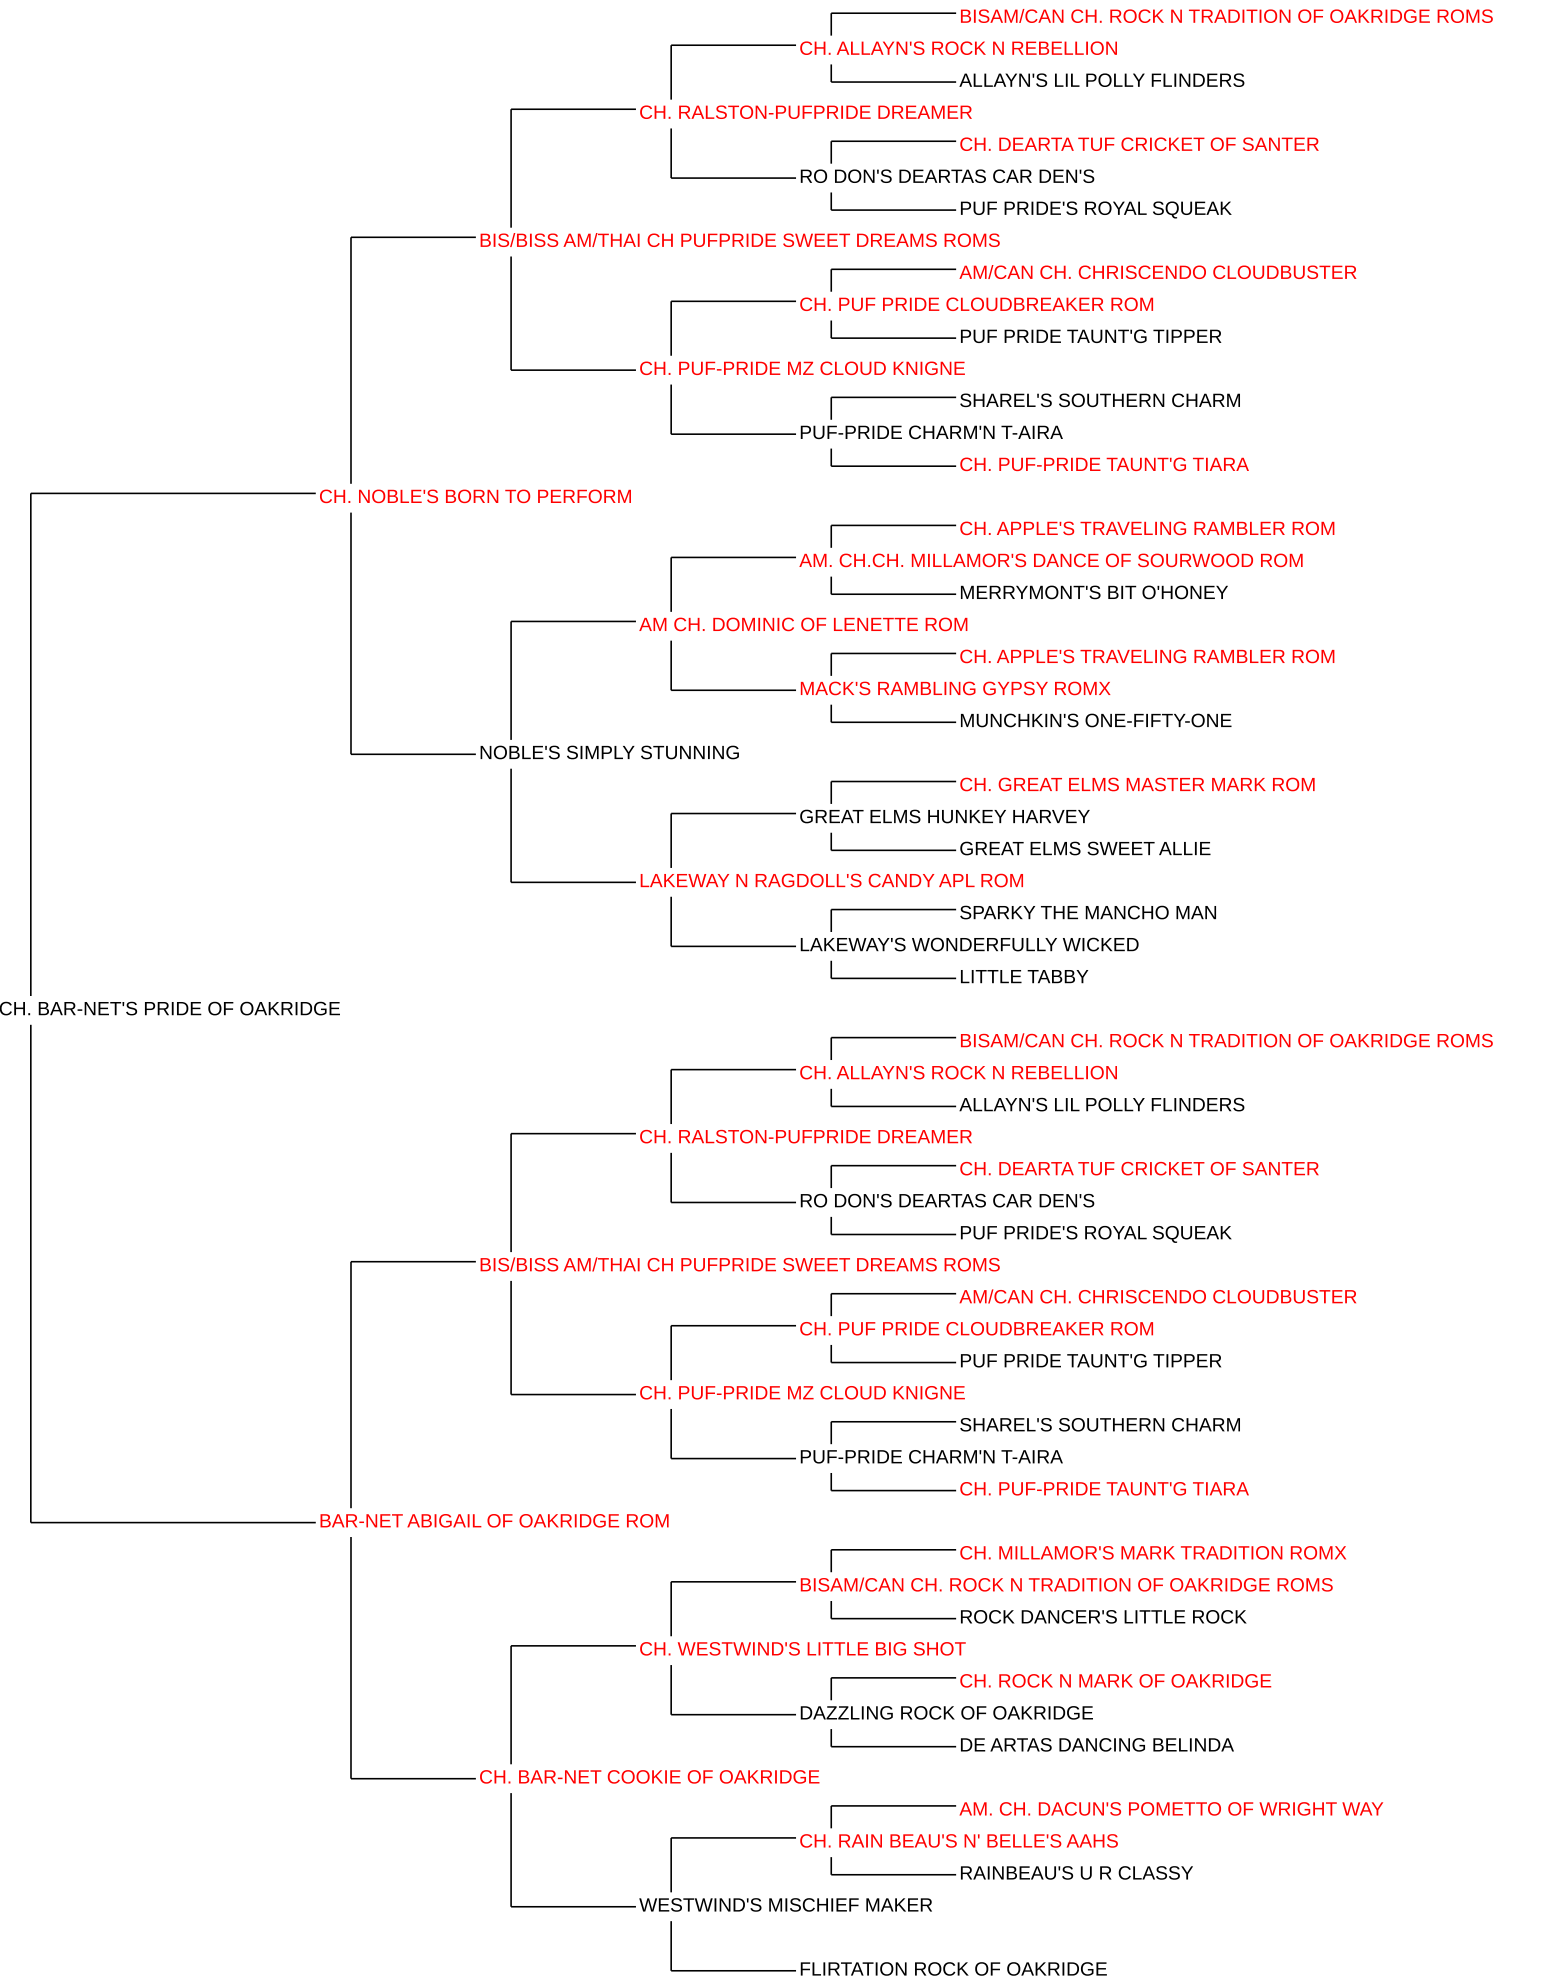 BISAM/CAN CH. ROCK N TRADITION OF OAKRIDGE ROMS
CH. ALLAYN'S ROCK N REBELLION
ALLAYN'S LIL POLLY FLINDERS
CH. RALSTON-PUFPRIDE DREAMER
CH. DEARTA TUF CRICKET OF SANTER
RO DON'S DEARTAS CAR DEN'S
PUF PRIDE'S ROYAL SQUEAK
BIS/BISS AM/THAI CH PUFPRIDE SWEET DREAMS ROMS
AM/CAN CH. CHRISCENDO CLOUDBUSTER
CH. PUF PRIDE CLOUDBREAKER ROM
PUF PRIDE TAUNT'G TIPPER
CH. PUF-PRIDE MZ CLOUD KNIGNE
SHAREL'S SOUTHERN CHARM
PUF-PRIDE CHARM'N T-AIRA
CH. PUF-PRIDE TAUNT'G TIARA
CH. NOBLE'S BORN TO PERFORM
CH. APPLE'S TRAVELING RAMBLER ROM
AM. CH.CH. MILLAMOR'S DANCE OF SOURWOOD ROM
MERRYMONT'S BIT O'HONEY
AM CH. DOMINIC OF LENETTE ROM
CH. APPLE'S TRAVELING RAMBLER ROM
MACK'S RAMBLING GYPSY ROMX
MUNCHKIN'S ONE-FIFTY-ONE
NOBLE'S SIMPLY STUNNING
CH. GREAT ELMS MASTER MARK ROM
GREAT ELMS HUNKEY HARVEY
GREAT ELMS SWEET ALLIE
LAKEWAY N RAGDOLL'S CANDY APL ROM
SPARKY THE MANCHO MAN
LAKEWAY'S WONDERFULLY WICKED
LITTLE TABBY
CH. BAR-NET'S PRIDE OF OAKRIDGE
BISAM/CAN CH. ROCK N TRADITION OF OAKRIDGE ROMS
CH. ALLAYN'S ROCK N REBELLION
ALLAYN'S LIL POLLY FLINDERS
CH. RALSTON-PUFPRIDE DREAMER
CH. DEARTA TUF CRICKET OF SANTER
RO DON'S DEARTAS CAR DEN'S
PUF PRIDE'S ROYAL SQUEAK
BIS/BISS AM/THAI CH PUFPRIDE SWEET DREAMS ROMS
AM/CAN CH. CHRISCENDO CLOUDBUSTER
CH. PUF PRIDE CLOUDBREAKER ROM
PUF PRIDE TAUNT'G TIPPER
CH. PUF-PRIDE MZ CLOUD KNIGNE
SHAREL'S SOUTHERN CHARM
PUF-PRIDE CHARM'N T-AIRA
CH. PUF-PRIDE TAUNT'G TIARA
BAR-NET ABIGAIL OF OAKRIDGE ROM
CH. MILLAMOR'S MARK TRADITION ROMX
BISAM/CAN CH. ROCK N TRADITION OF OAKRIDGE ROMS
ROCK DANCER'S LITTLE ROCK
CH. WESTWIND'S LITTLE BIG SHOT
CH. ROCK N MARK OF OAKRIDGE
DAZZLING ROCK OF OAKRIDGE
DE ARTAS DANCING BELINDA
CH. BAR-NET COOKIE OF OAKRIDGE
AM. CH. DACUN'S POMETTO OF WRIGHT WAY
CH. RAIN BEAU'S N' BELLE'S AAHS
RAINBEAU'S U R CLASSY
WESTWIND'S MISCHIEF MAKER
FLIRTATION ROCK OF OAKRIDGE